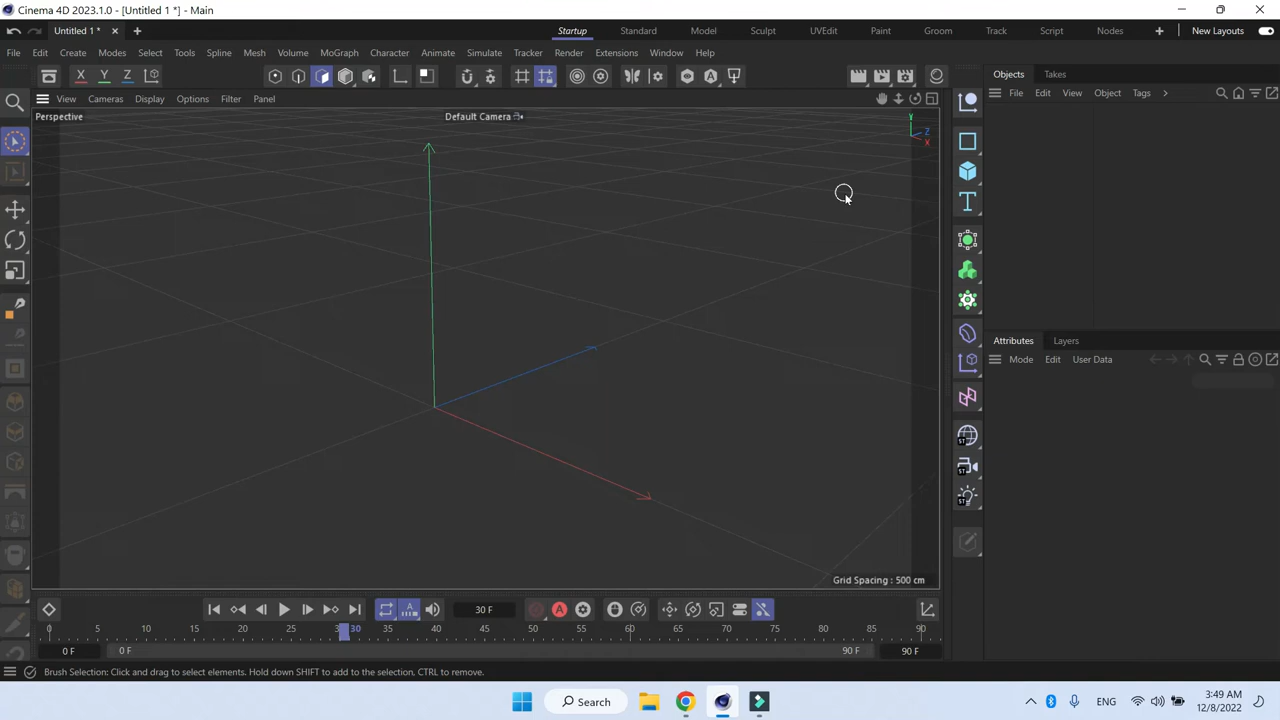 Cinema 4D 2023.1.0 - [Untitled 1 *] - Main
Untitled 1 *
Startup Standard Model Sculpt UVEdit Paint Groom Track Script Nodes New Layouts
File Edit Create Modes Select Tools Spline Mesh Volume MoGraph Character Animate Simulate Tracker Render Extensions Window Help
X Y Z
A
Objects Takes
View Cameras Display Options Filter Panel
File Edit View Object Tags
Perspective
Default Camera
Y
Z
X
T
Attributes Layers
Mode Edit User Data
ST
ST
ST
Grid Spacing : 500 cm
A
30 F
A
0 5 10 15 20 25 30 35 40 45 50 55 60 65 70 75 80 85 90
0 F 0 F 90 F 90 F
Brush Selection: Click and drag to select elements. Hold down SHIFT to add to the selection, CTRL to remove.
Search
ENG
3:49 AM
12/8/2022